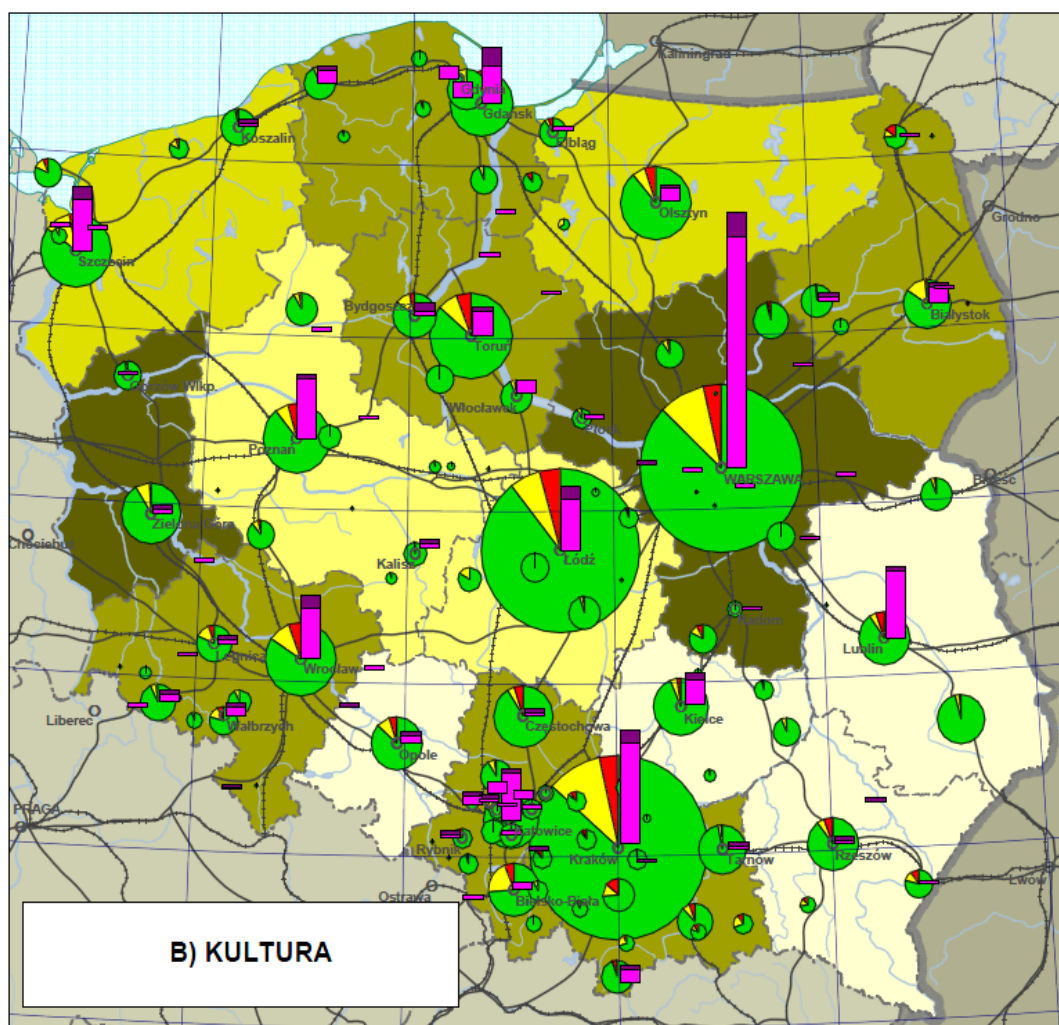 Kaliningrad
Gdynia
Gdańsk
Koszalin
Elbląg
Olsztyn
Grodno
Szczecin
Bydgoszcz
Białystok
Toruń
Gorzów Wlkp.
Włocławek
Płock
Poznań
WARSZAWA
Brześć
Zielona Góra
Chociebuż
Łódź
Kalisz
Radom
Lublin
Legnica
Wrocław
Liberec
Wałbrzych
Kielce
Częstochowa
Opole
PRAGA
Katowice
Rybnik
Kraków
Tarnów
Rzeszów
Lwów
Ostrawa
Bielsko-Biała
B) KULTURA